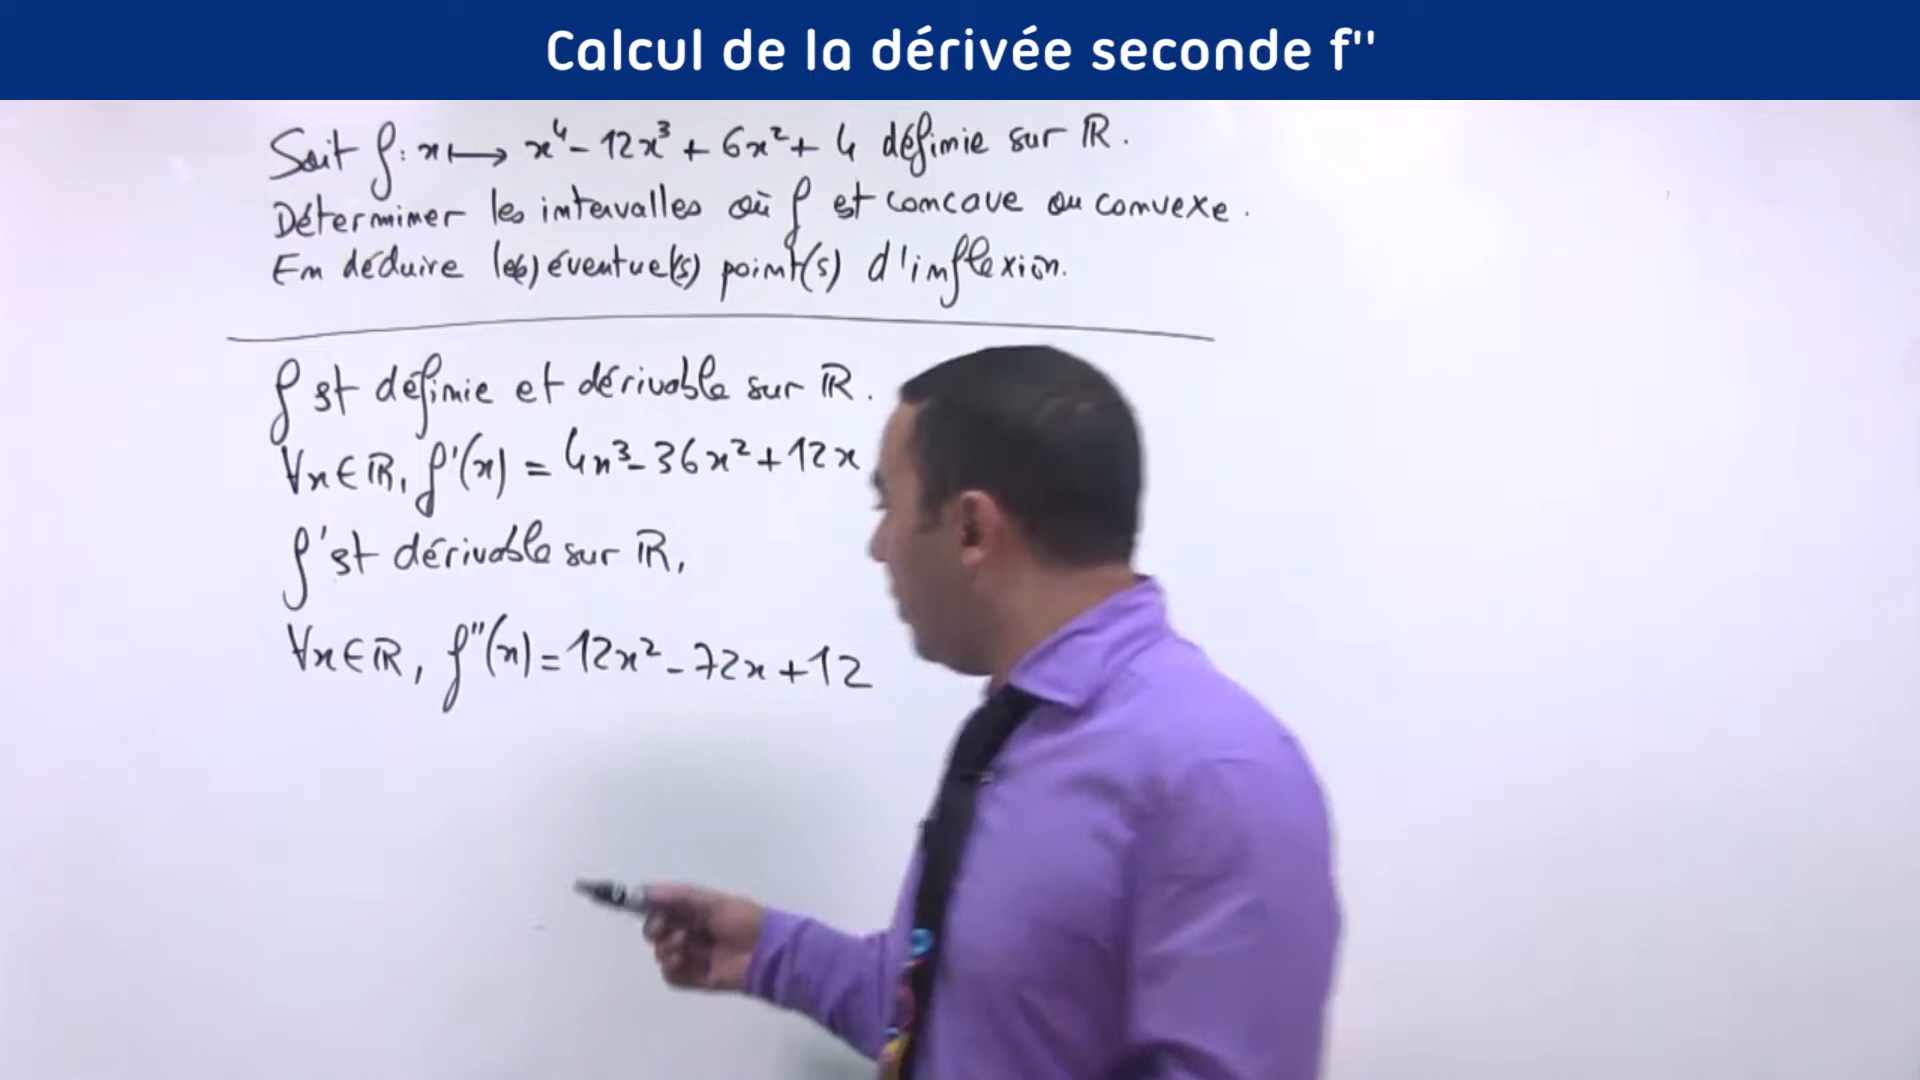 Calcul de la dérivée seconde f''
Soit f: x ⟼ x⁴ - 12x³ + 6x² + 4 définie sur ℝ.
Déterminer les intervalles où f est concave ou convexe.
En déduire le(s) éventuel(s) point(s) d'inflexion.
f est définie et dérivable sur ℝ.
∀x∈ℝ, f'(x) = 4x³ - 36x² + 12x
f' est dérivable sur ℝ,
∀x∈ℝ, f''(x) = 12x² - 72x + 12